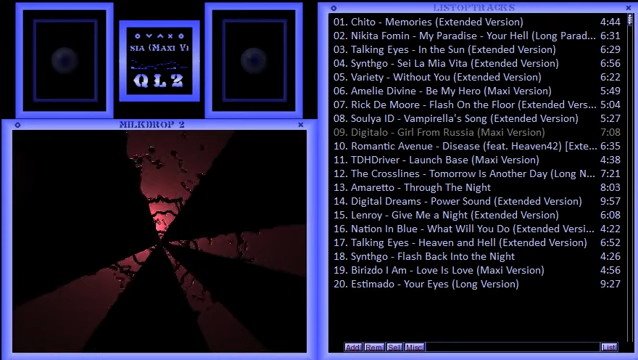 SIA (MAXI V
QL2
MILKDROP 2
LISTOFTRACKS
01. Chito - Memories (Extended Version) 4:44
02. Nikita Fomin - My Paradise - Your Hell (Long Parad... 6:31
03. Talking Eyes - In the Sun (Extended Version) 6:29
04. Synthgo - Sei La Mia Vita (Extended Version) 6:56
05. Variety - Without You (Extended Version) 6:22
06. Amelie Divine - Be My Hero (Maxi Version) 5:49
07. Rick De Moore - Flash On the Floor (Extended Vers... 5:04
08. Soulya ID - Vampirella's Song (Extended Version) 5:27
09. Digitalo - Girl From Russia (Maxi Version) 7:08
10. Romantic Avenue - Disease (feat. Heaven42) [Exte... 6:35
11. TDHDriver - Launch Base (Maxi Version) 4:38
12. The Crosslines - Tomorrow Is Another Day (Long N... 7:21
13. Amaretto - Through The Night 8:03
14. Digital Dreams - Power Sound (Extended Version) 9:57
15. Lenroy - Give Me a Night (Extended Version) 6:08
16. Nation In Blue - What Will You Do (Extended Versi... 4:22
17. Talking Eyes - Heaven and Hell (Extended Version) 6:52
18. Synthgo - Flash Back Into the Night 4:26
19. Birizdo I Am - Love Is Love (Maxi Version) 4:56
20. Estimado - Your Eyes (Long Version) 9:27
Add Rem Sel Misc List